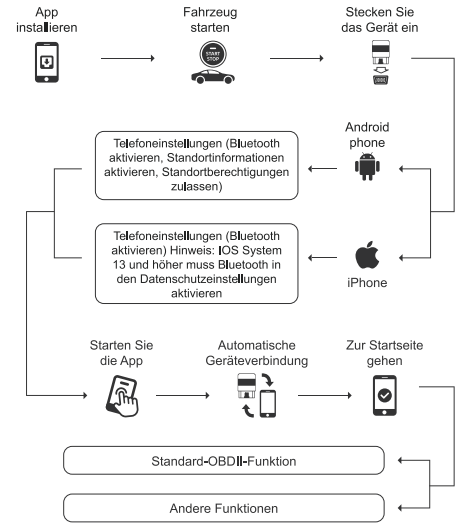 App
installieren
Fahrzeug
starten
START
STOP
Stecken Sie
das Gerät ein
Android
phone
Telefoneinstellungen (Bluetooth
aktivieren, Standortinformationen
aktivieren, Standortberechtigungen
zulassen)
Telefoneinstellungen (Bluetooth
aktivieren) Hinweis: IOS System
13 und höher muss Bluetooth in
den Datenschutzeinstellungen
aktivieren
iPhone
Starten Sie
die App
Automatische
Geräteverbindung
Zur Startseite
gehen
Standard-OBDII-Funktion
Andere Funktionen